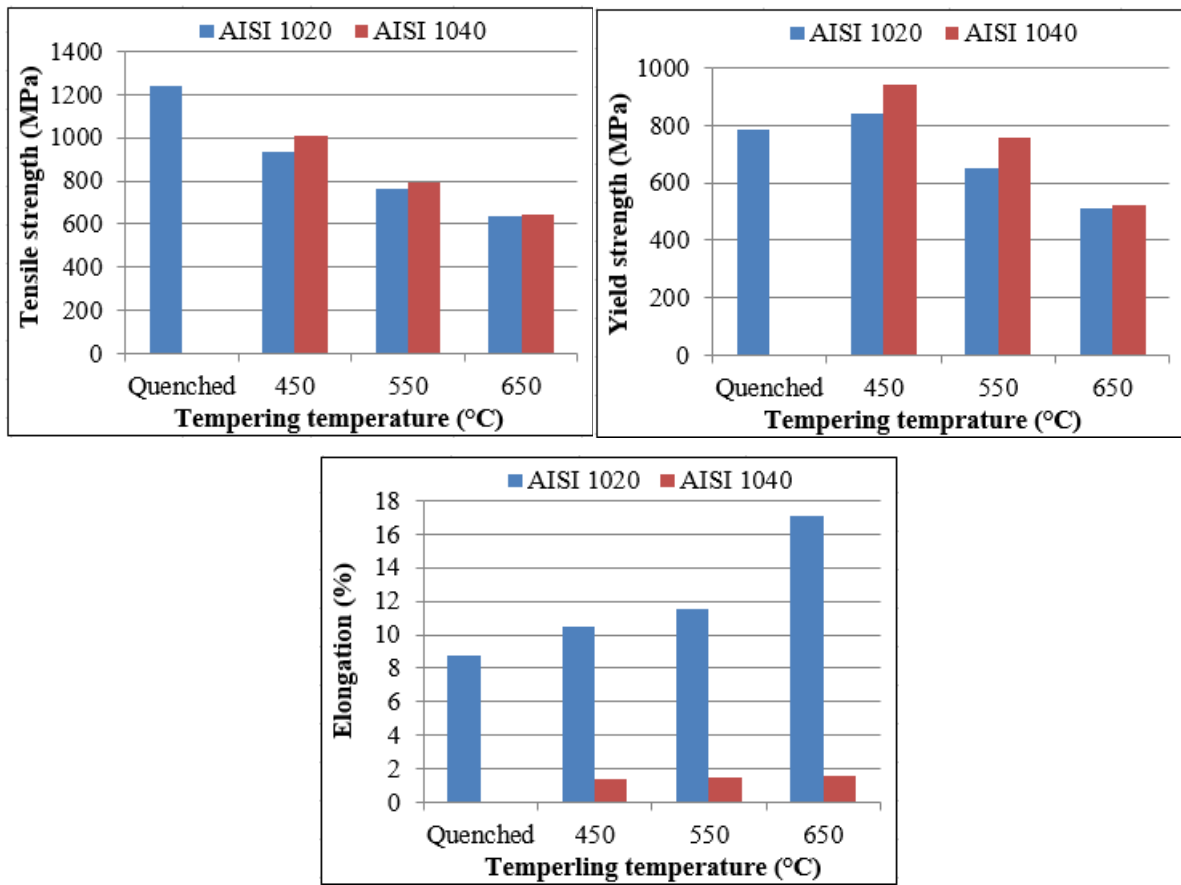 AISI 1020 AISI 1040
Tensile strength (MPa)
1400
1200
1000
800
600
400
200
0
Quenched 450 550 650
Tempering temperature (°C)
AISI 1020 AISI 1040
Yield strength (MPa)
1000
800
600
400
200
0
Quenched 450 550 650
Tempring temprature (°C)
AISI 1020 AISI 1040
Elongation (%)
18
16
14
12
10
8
6
4
2
0
Quenched 450 550 650
Temperling temperature (°C)